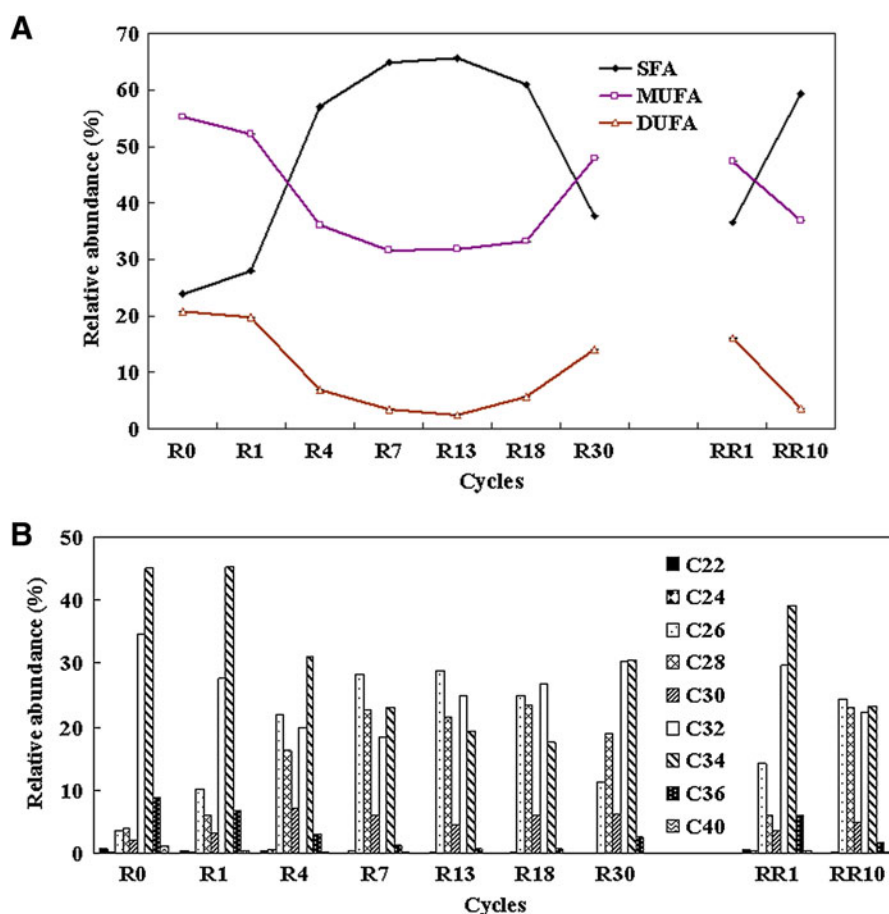 A
70
60
50
40
30
20
10
0
Relative abundance (%)
SFA
MUFA
DUFA
R0 R1 R4 R7 R13 R18 R30 RR1 RR10
Cycles
B
50
40
30
20
10
0
Relative abundance (%)
C22
C24
C26
C28
C30
C32
C34
C36
C40
R0 R1 R4 R7 R13 R18 R30 RR1 RR10
Cycles